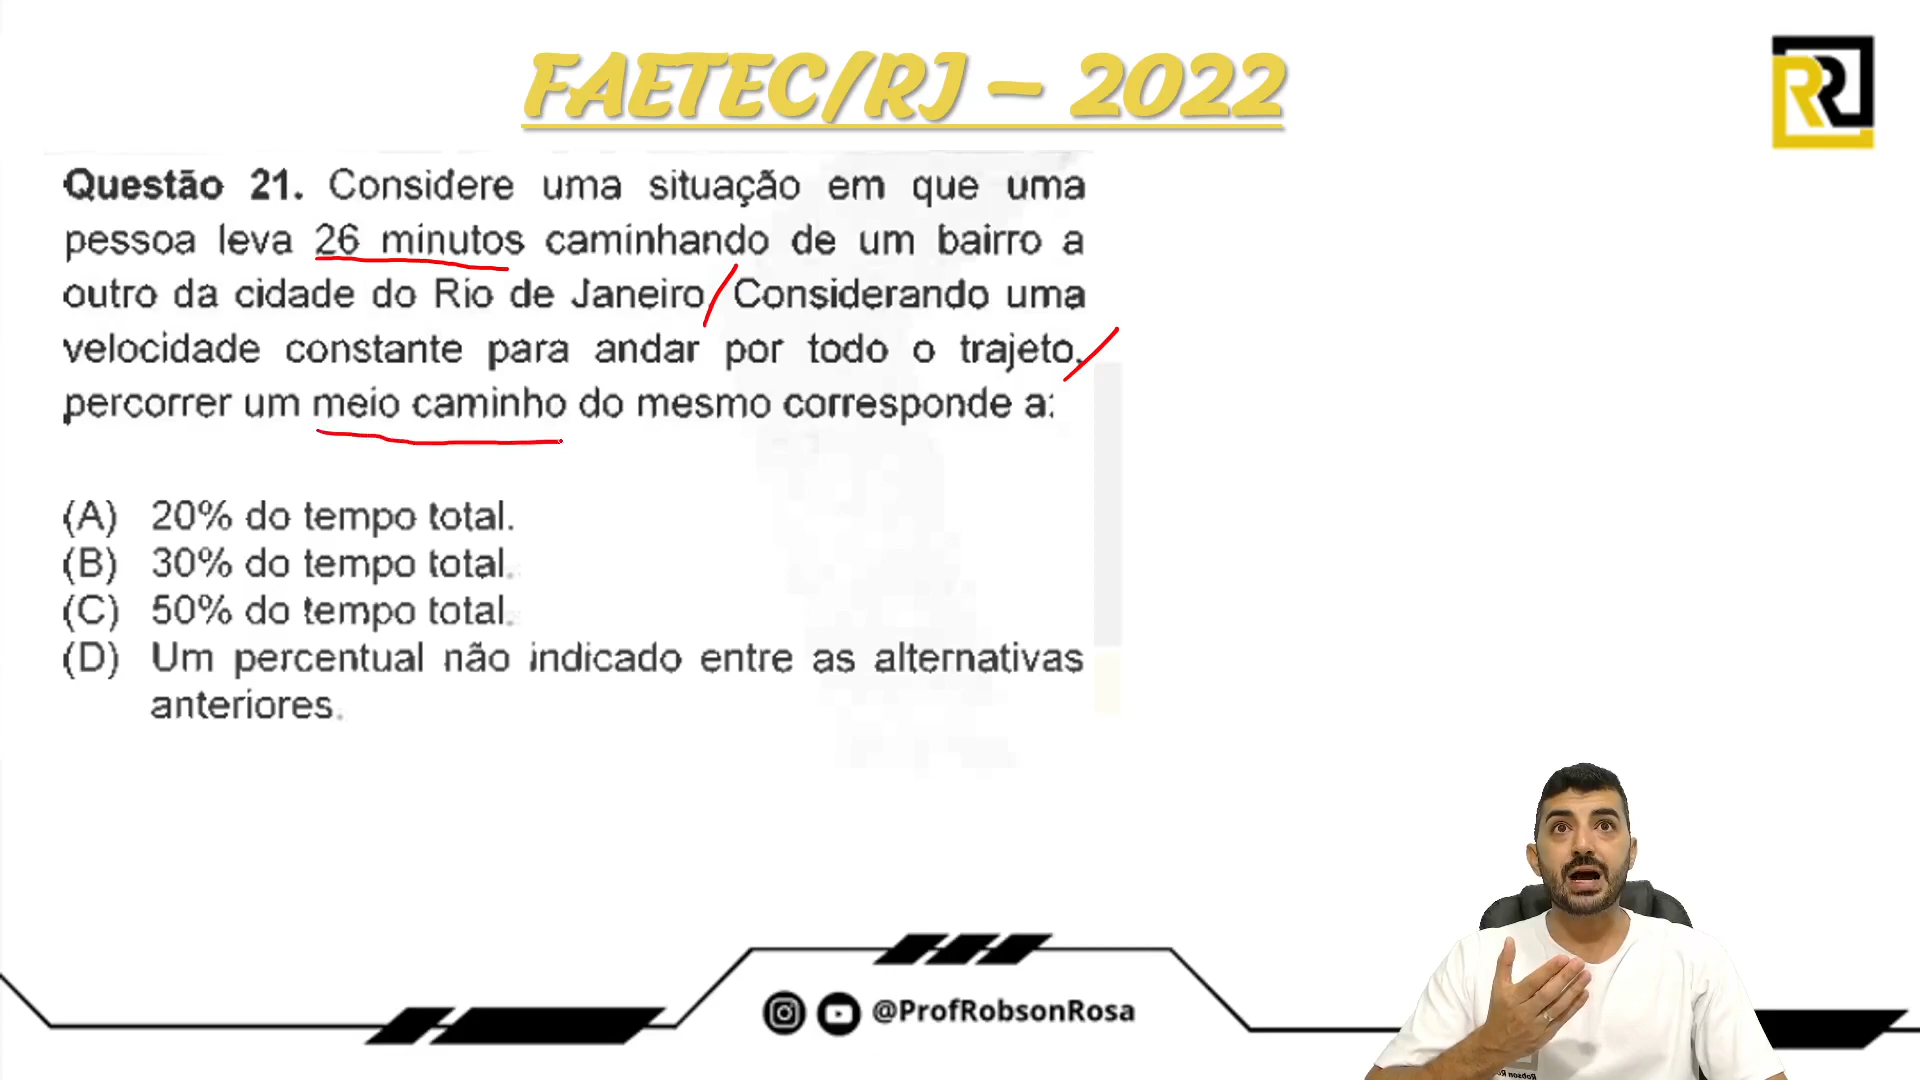 FAETEC/RJ – 2022
RR
Questão 21. Considere uma situação em que uma
pessoa leva 26 minutos caminhando de um bairro a
outro da cidade do Rio de Janeiro. Considerando uma
velocidade constante para andar por todo o trajeto,
percorrer um meio caminho do mesmo corresponde a:
(A) 20% do tempo total.
(B) 30% do tempo total.
(C) 50% do tempo total.
(D) Um percentual não indicado entre as alternativas
anteriores.
@ProfRobsonRosa